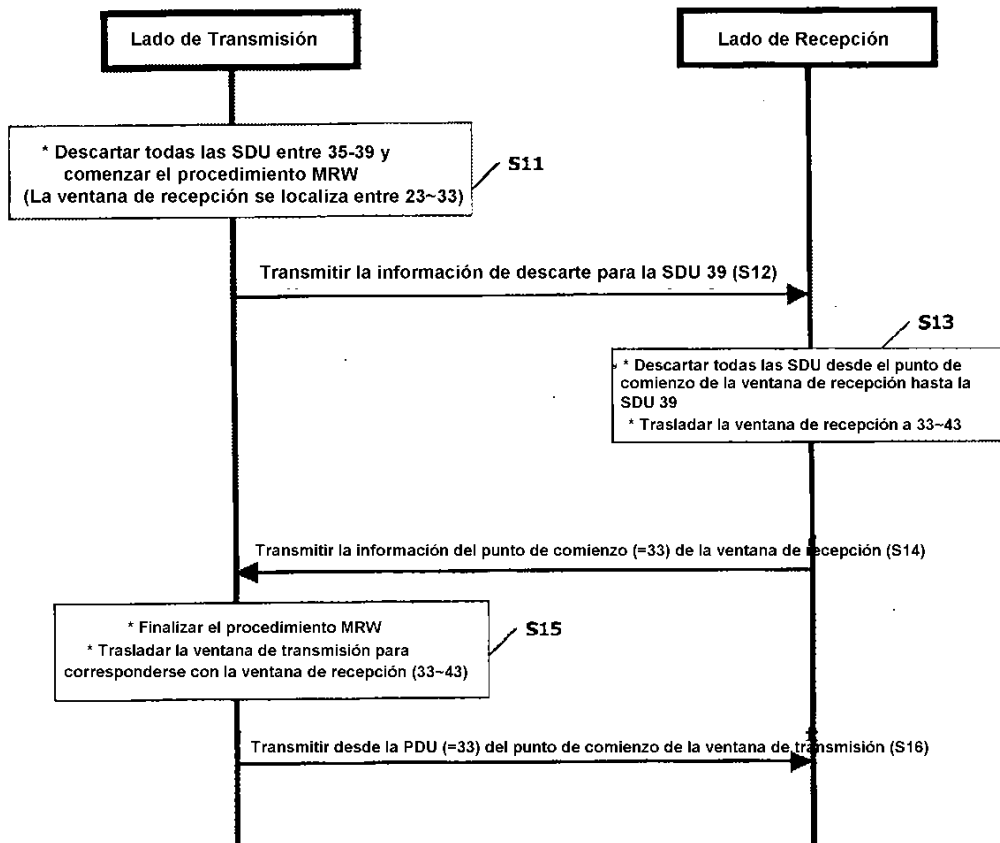 Lado de Transmisión
Lado de Recepción
* Descartar todas las SDU entre 35-39 y
comenzar el procedimiento MRW
(La ventana de recepción se localiza entre 23~33)
S11
Transmitir la información de descarte para la SDU 39 (S12)
S13
* Descartar todas las SDU desde el punto de
comienzo de la ventana de recepción hasta la
SDU 39
* Trasladar la ventana de recepción a 33~43
Transmitir la información del punto de comienzo (=33) de la ventana de recepción (S14)
* Finalizar el procedimiento MRW
* Trasladar la ventana de transmisión para
corresponderse con la ventana de recepción (33~43)
S15
Transmitir desde la PDU (=33) del punto de comienzo de la ventana de transmisión (S16)